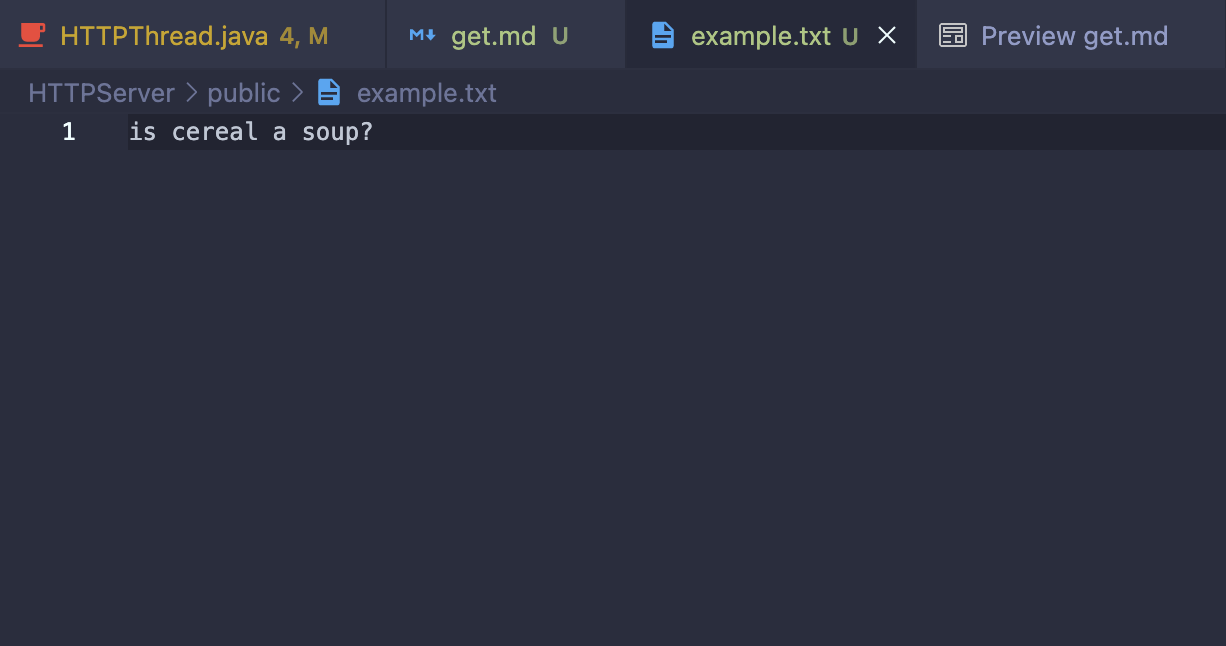 HTTPThread.java 4, M get.md U example.txt U Preview get.md
HTTPServer > public > example.txt
1 is cereal a soup?